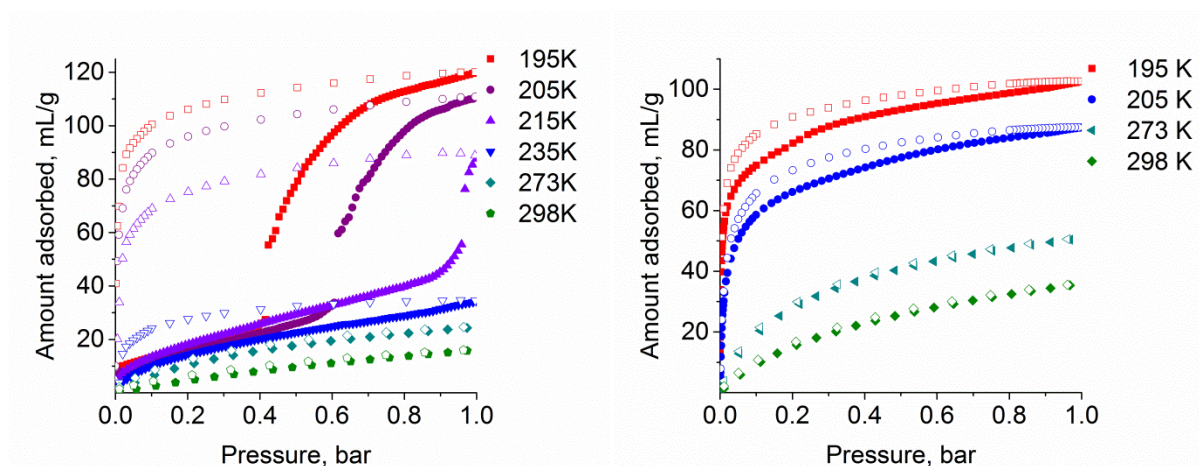 Amount adsorbed, mL/g
120
100
80
60
40
20
0.0 0.2 0.4 0.6 0.8 1.0
Pressure, bar
195K
205K
215K
235K
273K
298K
Amount adsorbed, mL/g
100
80
60
40
20
0
0.0 0.2 0.4 0.6 0.8 1.0
Pressure, bar
195 K
205 K
273 K
298 K